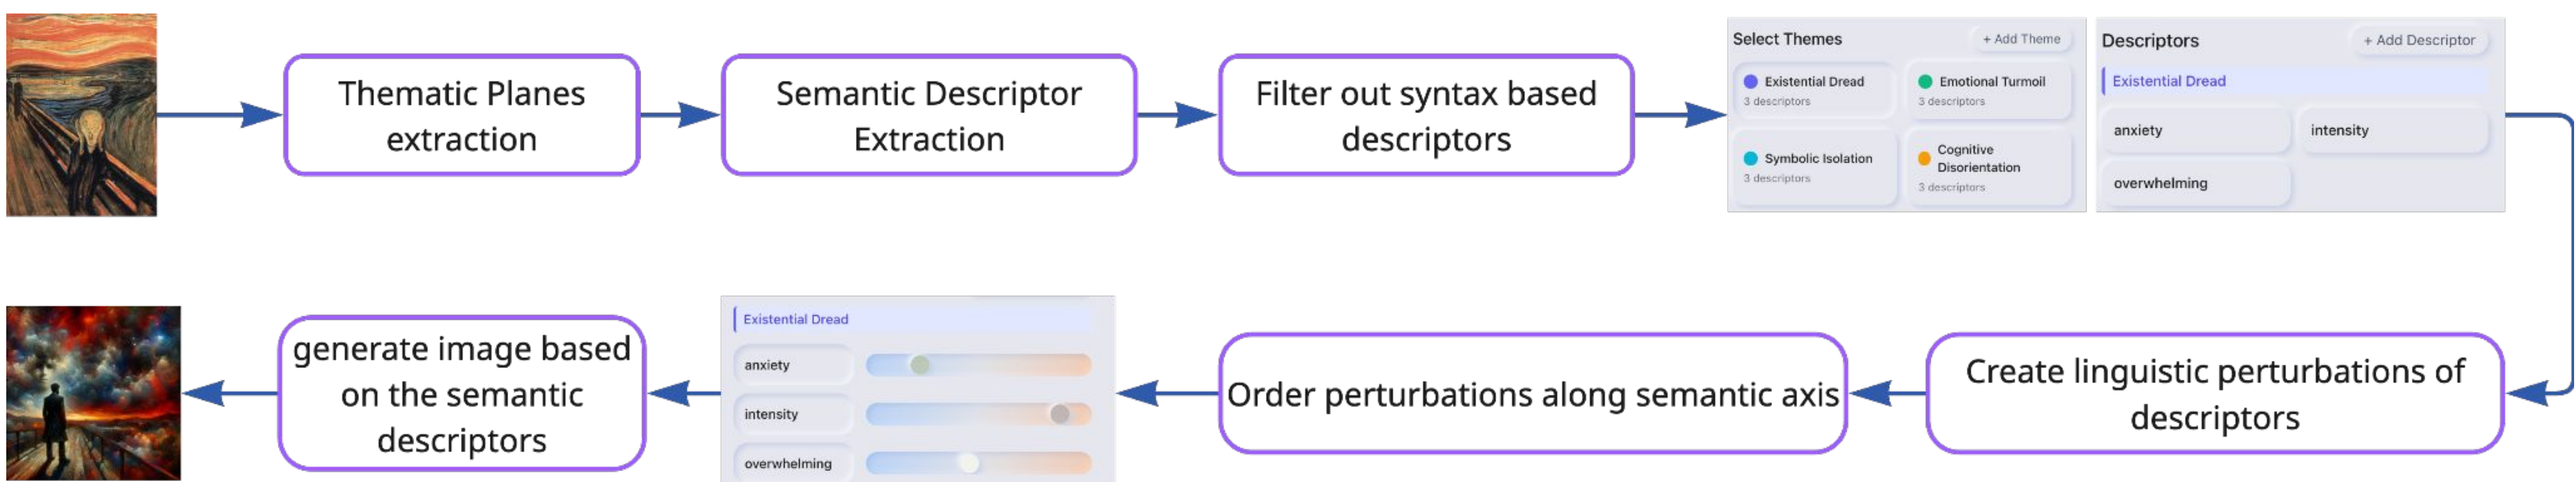 Thematic Planes
extraction
Semantic Descriptor
Extraction
Filter out syntax based
descriptors
Select Themes
+ Add Theme
Existential Dread
3 descriptors
Emotional Turmoil
3 descriptors
Symbolic Isolation
3 descriptors
Cognitive
Disorientation
3 descriptors
Descriptors
+ Add Descriptor
Existential Dread
anxiety
intensity
overwhelming
Create linguistic perturbations of
descriptors
Order perturbations along semantic axis
Existential Dread
anxiety
intensity
overwhelming
generate image based
on the semantic
descriptors